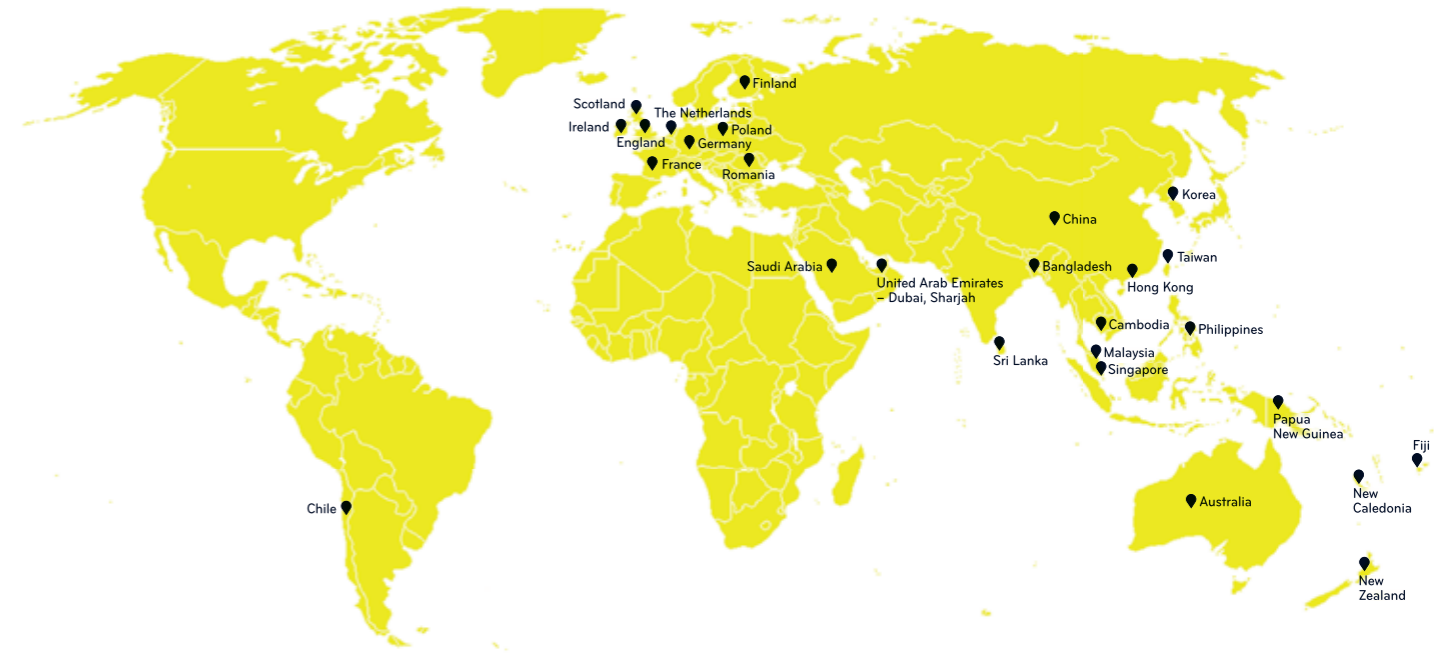 Finland
Scotland
The Netherlands
Ireland
Poland
England
Germany
France
Romania
Korea
China
Taiwan
Saudi Arabia
Bangladesh
United Arab Emirates
– Dubai, Sharjah
Hong Kong
Cambodia
Philippines
Malaysia
Sri Lanka
Singapore
Papua
New Guinea
Fiji
New
Caledonia
Australia
Chile
New
Zealand